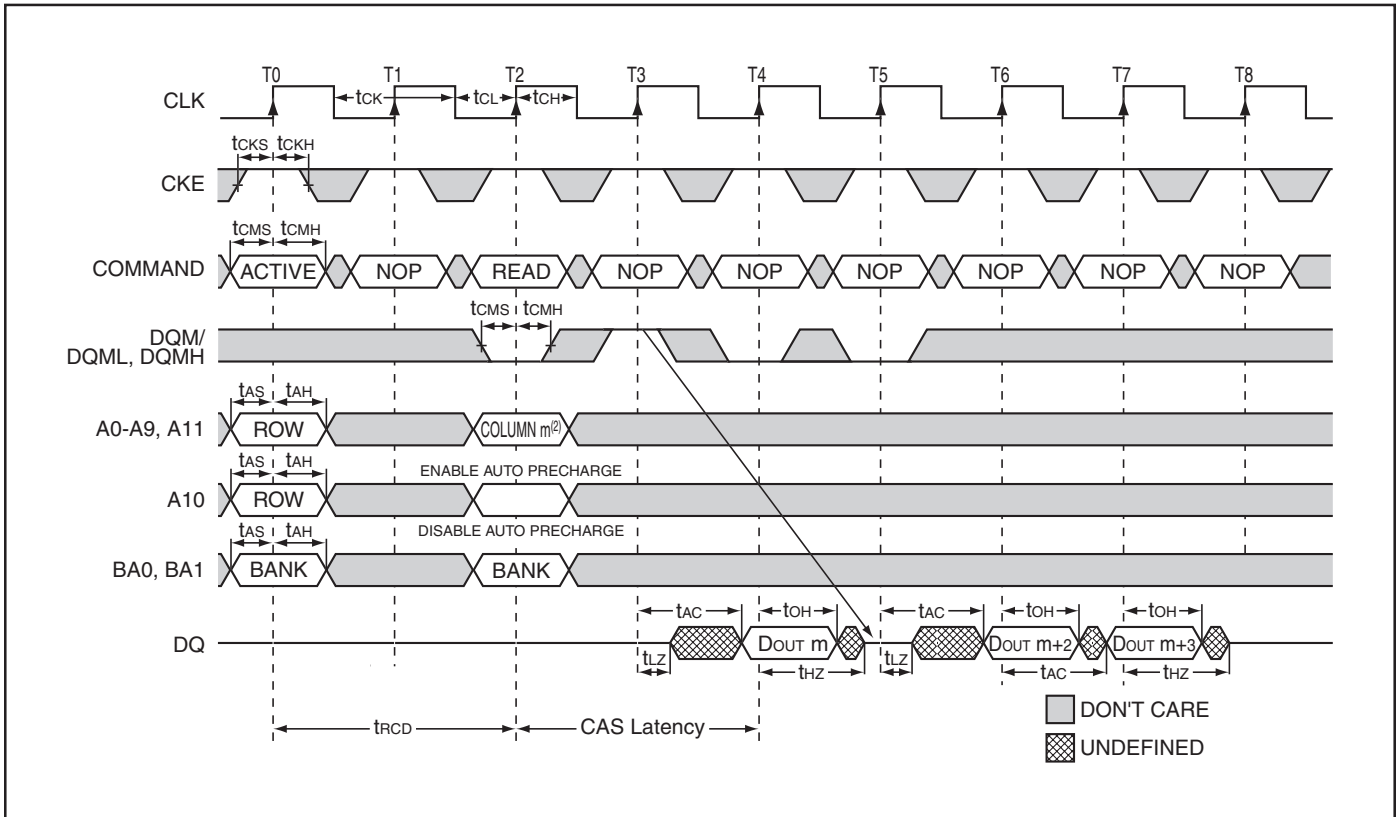 T0 T1 T2 T3 T4 T5 T6 T7 T8
CLK tCK tCL tCH
tCKS tCKH
CKE
tCMS tCMH
COMMAND ACTIVE NOP READ NOP NOP NOP NOP NOP NOP
tCMS tCMH
DQM/
DQML, DQMH
tAS tAH
A0-A9, A11 ROW COLUMN m(2)
tAS tAH ENABLE AUTO PRECHARGE
A10 ROW
tAS tAH DISABLE AUTO PRECHARGE
BA0, BA1 BANK BANK
tAC tOH tAC tOH tOH
DQ DOUT m DOUT m+2 DOUT m+3
tLZ tHZ tLZ tAC tHZ
DON'T CARE
tRCD CAS Latency
UNDEFINED